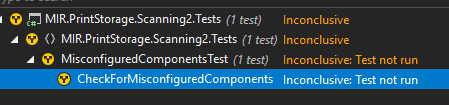 MIR.PrintStorage.Scanning2.Tests (1 test) Inconclusive
MIR.PrintStorage.Scanning2.Tests (1 test) Inconclusive
MisconfiguredComponentsTest (1 test) Inconclusive: Test not run
CheckForMisconfiguredComponents Inconclusive: Test not run